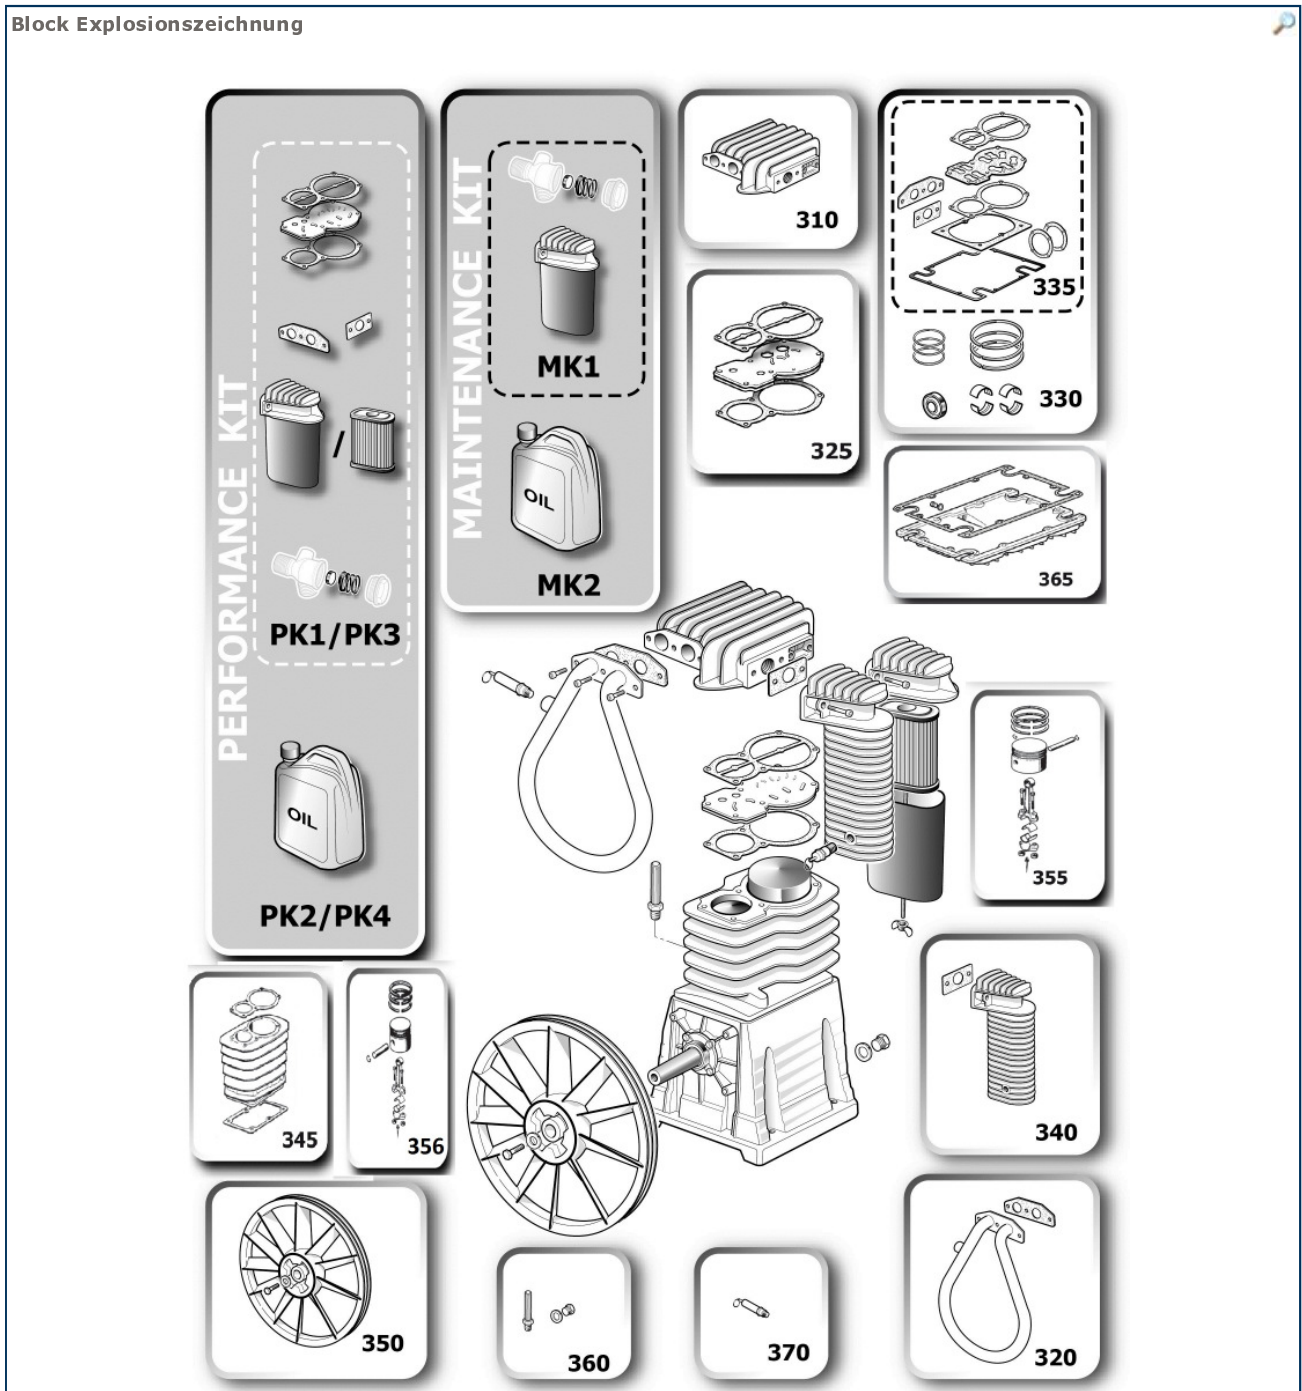 Block Explosionszeichnung
PERFORMANCE KIT
/
PK1/PK3
OIL
PK2/PK4
MAINTENANCE KIT
MK1
OIL
MK2
310
325
335
330
365
355
340
345
356
350
360
370
320